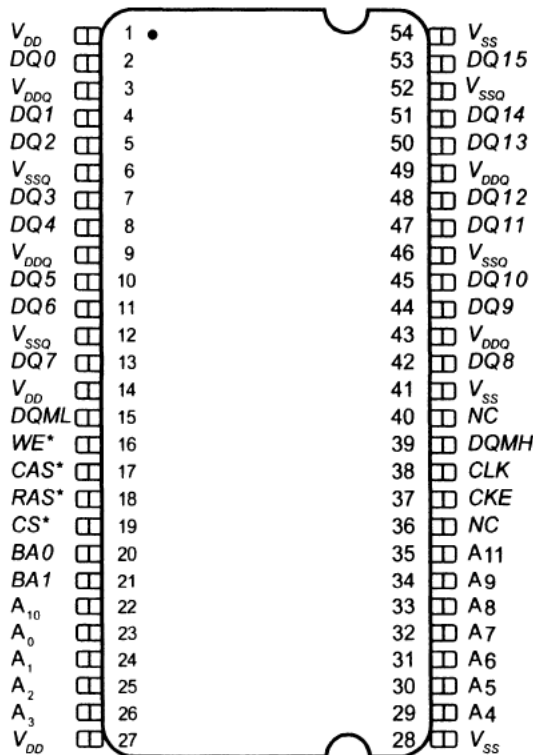 V_DD 1 54 V_SS
DQ0 2 53 DQ15
V_DDQ 3 52 V_SSQ
DQ1 4 51 DQ14
DQ2 5 50 DQ13
V_SSQ 6 49 V_DDQ
DQ3 7 48 DQ12
DQ4 8 47 DQ11
V_DDQ 9 46 V_SSQ
DQ5 10 45 DQ10
DQ6 11 44 DQ9
V_SSQ 12 43 V_DDQ
DQ7 13 42 DQ8
V_DD 14 41 V_SS
DQML 15 40 NC
WE* 16 39 DQMH
CAS* 17 38 CLK
RAS* 18 37 CKE
CS* 19 36 NC
BA0 20 35 A11
BA1 21 34 A9
A_10 22 33 A8
A_0 23 32 A7
A_1 24 31 A6
A_2 25 30 A5
A_3 26 29 A4
V_DD 27 28 V_SS